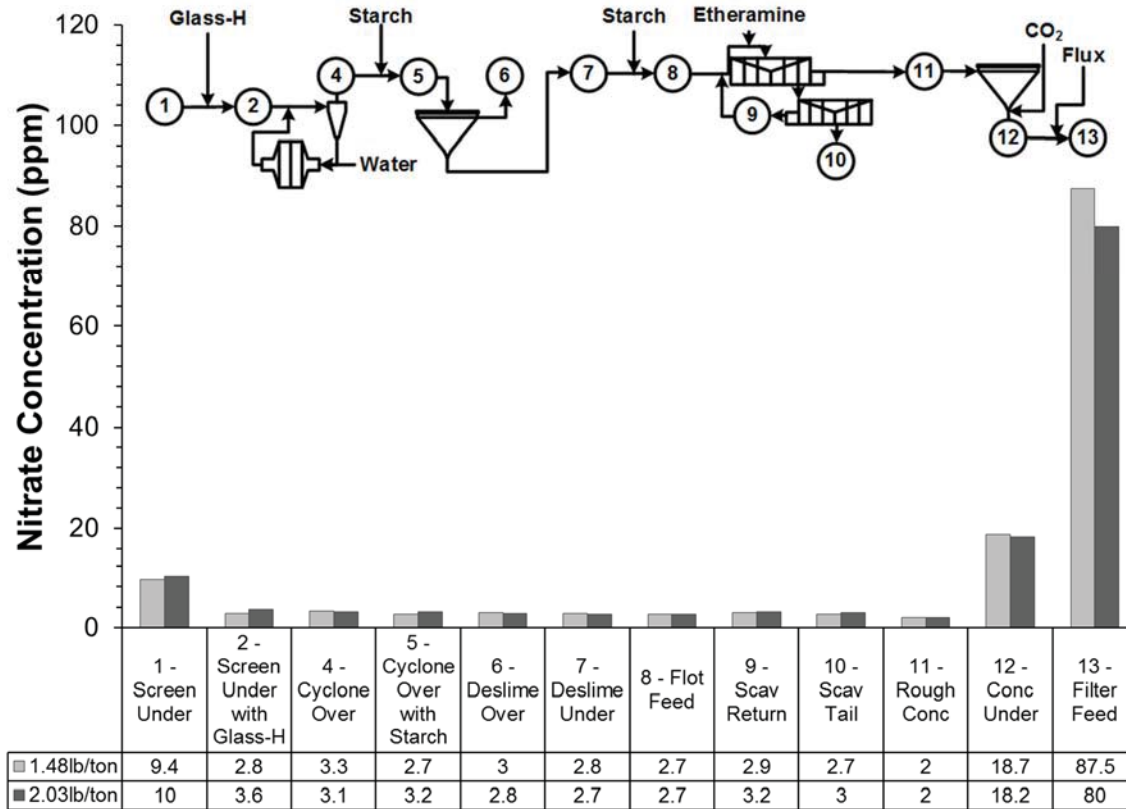 Nitrate Concentration (ppm)
120
100
80
60
40
20
0
Glass-H
Starch
Starch
Etheramine
CO₂
Flux
Water
1
2
4
5
6
7
8
9
10
11
12
13
1 -
Screen
Under
2 -
Screen
Under
with
Glass-H
4 -
Cyclone
Over
5 -
Cyclone
Over
with
Starch
6 -
Deslime
Over
7 -
Deslime
Under
8 - Flot
Feed
9 -
Scav
Return
10 -
Scav
Tail
11 -
Rough
Conc
12 -
Conc
Under
13 -
Filter
Feed
1.48lb/ton 9.4 2.8 3.3 2.7 3 2.8 2.7 2.9 2.7 2 18.7 87.5
2.03lb/ton 10 3.6 3.1 3.2 2.8 2.7 2.7 3.2 3 2 18.2 80